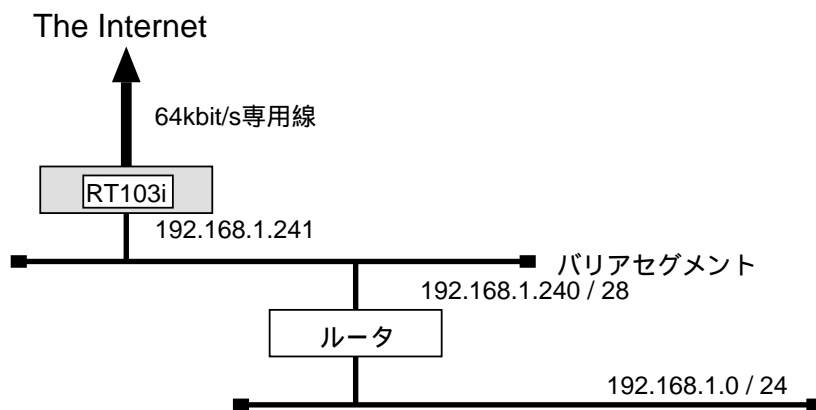 The Internet
64kbit/s専用線
RT103i
192.168.1.241
バリアセグメント
192.168.1.240 / 28
ルータ
192.168.1.0 / 24